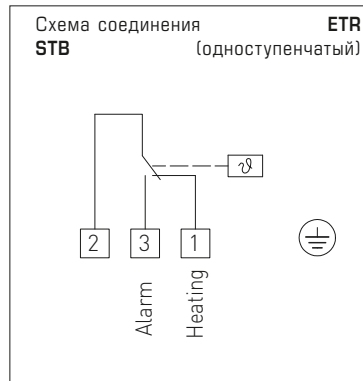 Схема соединения ETR
STB (одноступенчатый)
ϑ
2 3 1
Alarm Heating